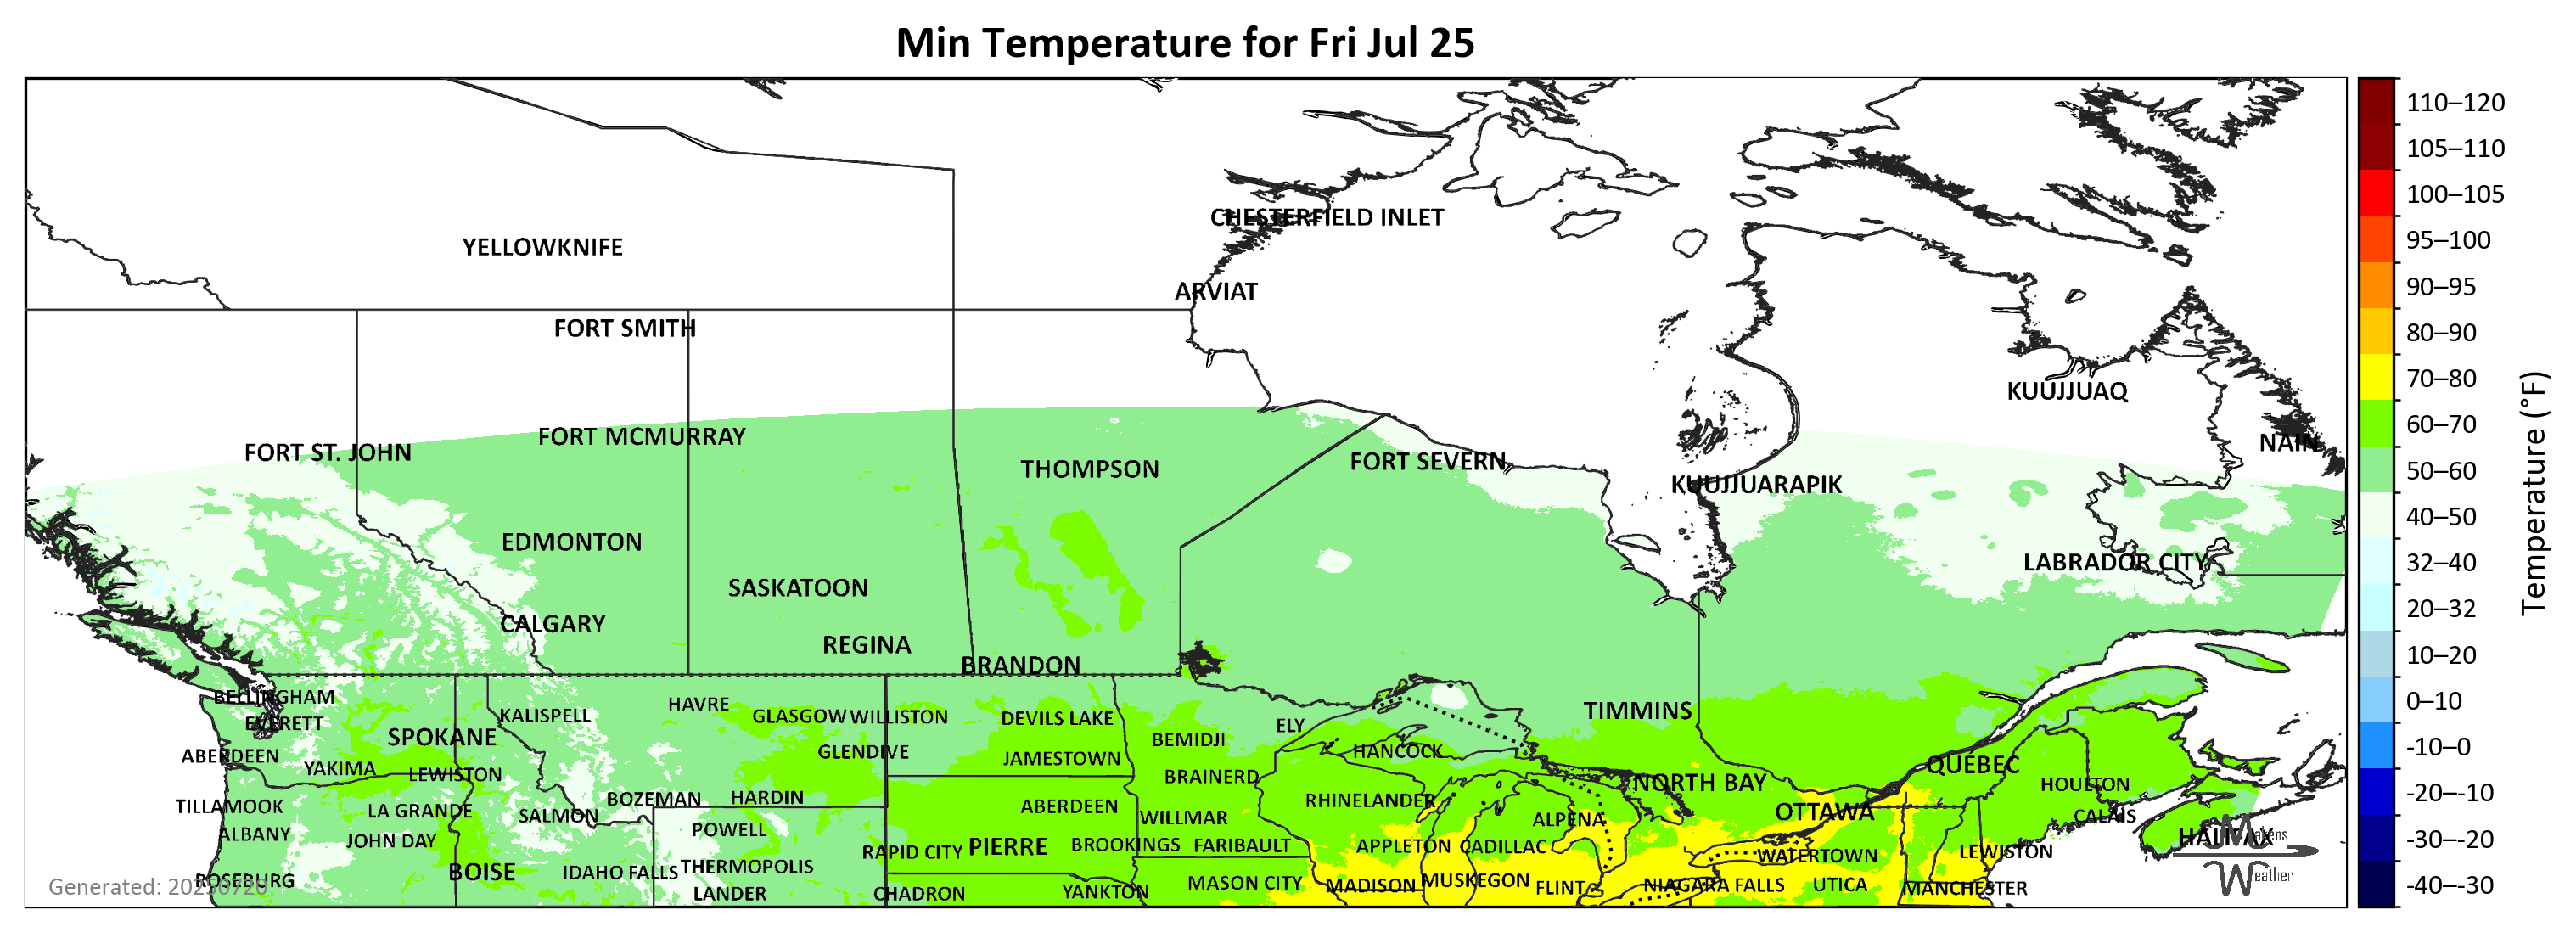 Min Temperature for Fri Jul 25
110–120
105–110
100–105
95–100
90–95
80–90
70–80
60–70
50–60
40–50
32–40
20–32
10–20
0–10
-10–0
-20–-10
-30–-20
-40–-30
Temperature (°F)
CHESTERFIELD INLET
YELLOWKNIFE
ARVIAT
FORT SMITH
KUUJJUAQ
FORT MCMURRAY
NAIN
FORT ST. JOHN
FORT SEVERN
THOMPSON
KUUJJUARAPIK
EDMONTON
LABRADOR CITY
SASKATOON
CALGARY
REGINA
BRANDON
BELLINGHAM
HAVRE
TIMMINS
KALISPELL
GLASGOW
WILLISTON
DEVILS LAKE
EVERETT
ELY
SPOKANE
BEMIDJI
ABERDEEN
GLENDIVE
HANCOCK
JAMESTOWN
QUÉBEC
YAKIMA
LEWISTON
BRAINERD
NORTH BAY
HOULTON
BOZEMAN
HARDIN
RHINELANDER
TILLAMOOK
LA GRANDE
ABERDEEN
OTTAWA
SALMON
WILLMAR
ALPENA
CALAIS
ALBANY
POWELL
JOHN DAY
HALIFAX
RAPID CITY
PIERRE
BROOKINGS
FARIBAULT
APPLETON
CADILLAC
WATERTOWN
LEWISTON
BOISE
IDAHO FALLS
THERMOPOLIS
ROSEBURG
MASON CITY
MADISON
MUSKEGON
FLINT
NIAGARA FALLS
UTICA
MANCHESTER
LANDER
CHADRON
YANKTON
Generated: 20250720
Makens
Weather